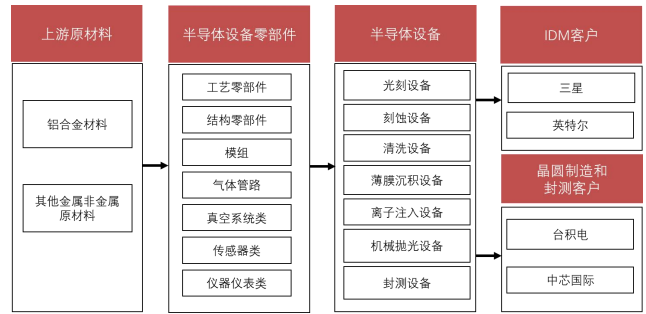 上游原材料
铝合金材料
其他金属非金属
原材料
半导体设备零部件
工艺零部件
结构零部件
模组
气体管路
真空系统类
传感器类
仪器仪表类
半导体设备
光刻设备
刻蚀设备
清洗设备
薄膜沉积设备
离子注入设备
机械抛光设备
封测设备
IDM客户
三星
英特尔
晶圆制造和
封测客户
台积电
中芯国际